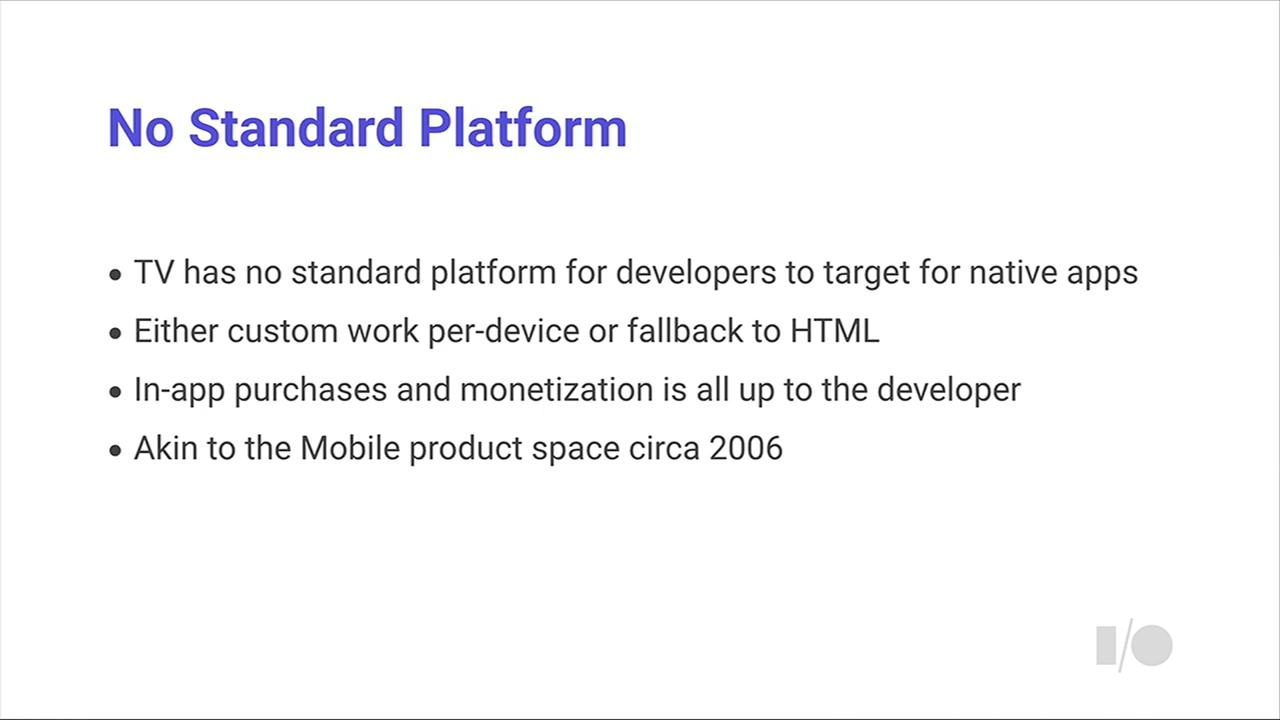 No Standard Platform
• TV has no standard platform for developers to target for native apps
• Either custom work per-device or fallback to HTML
• In-app purchases and monetization is all up to the developer
• Akin to the Mobile product space circa 2006
I/O